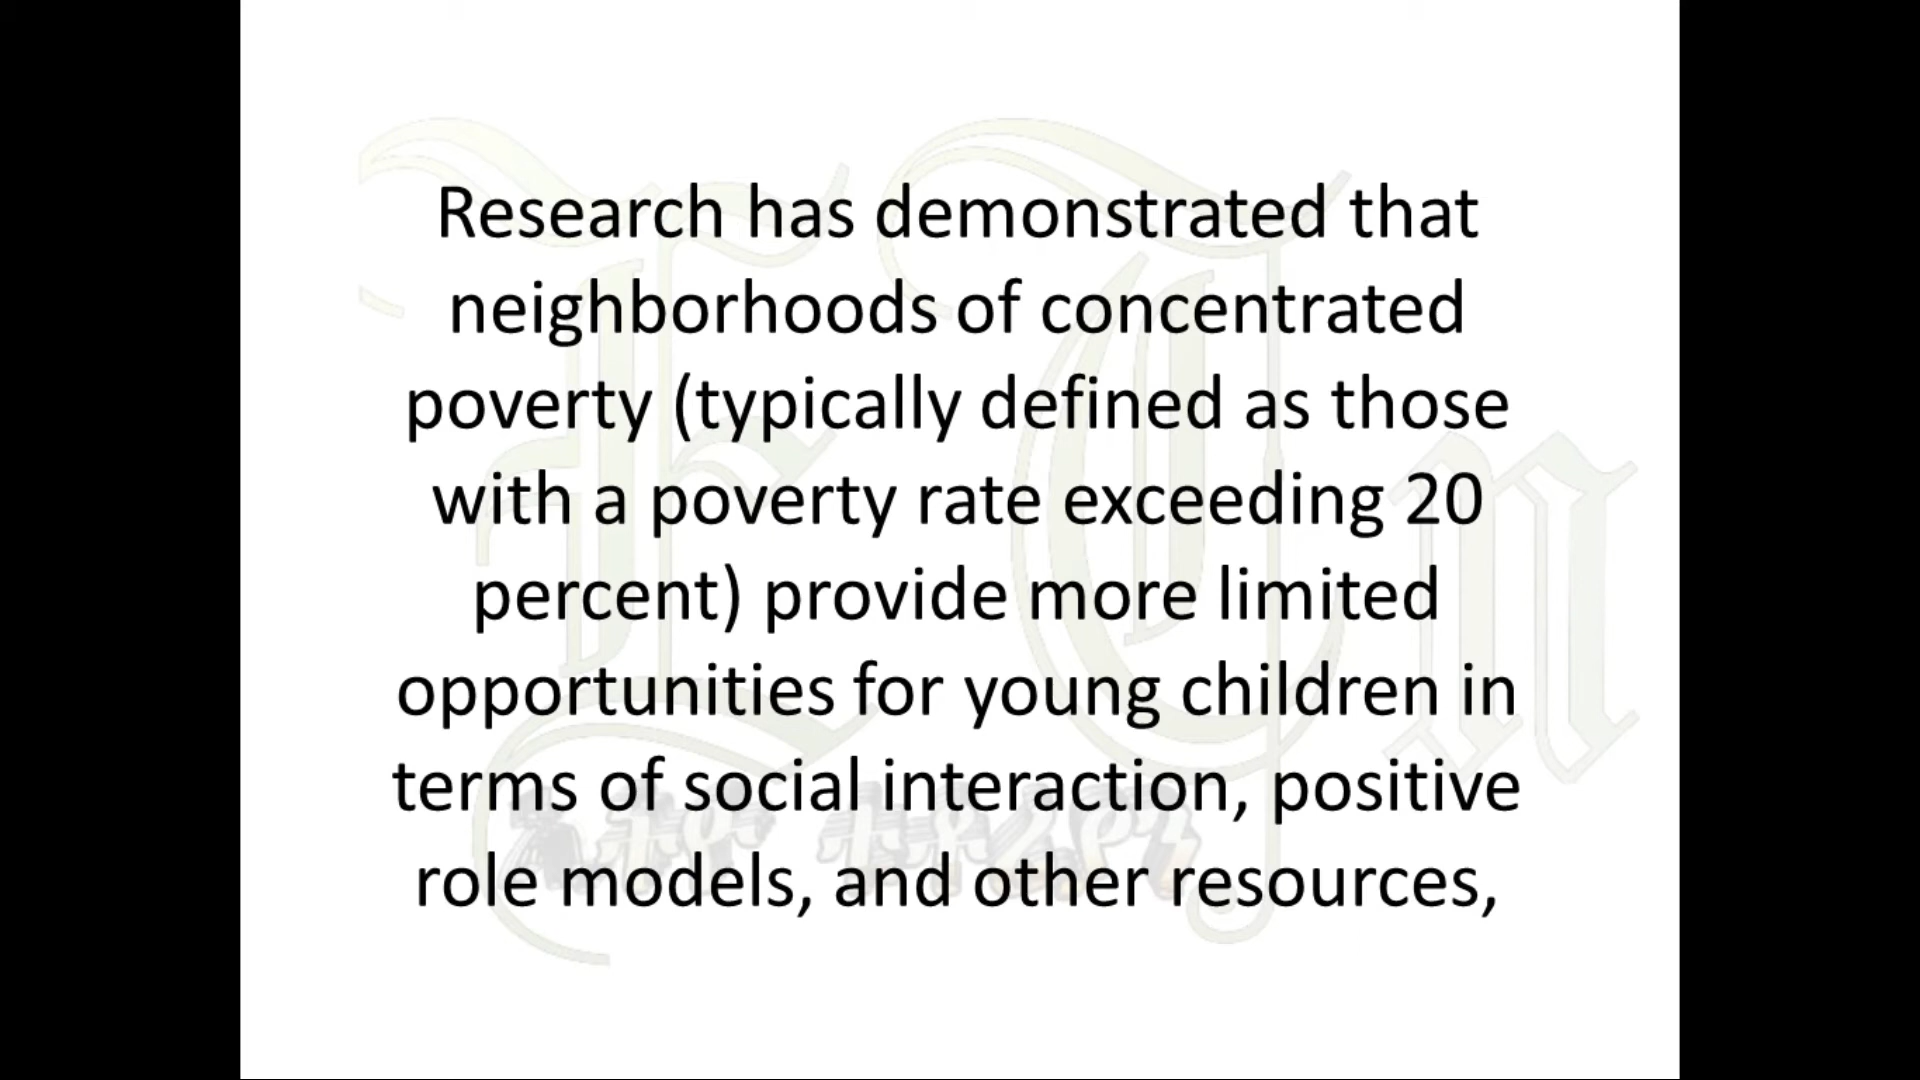 Research has demonstrated that
neighborhoods of concentrated
poverty (typically defined as those
with a poverty rate exceeding 20
percent) provide more limited
opportunities for young children in
terms of social interaction, positive
role models, and other resources,